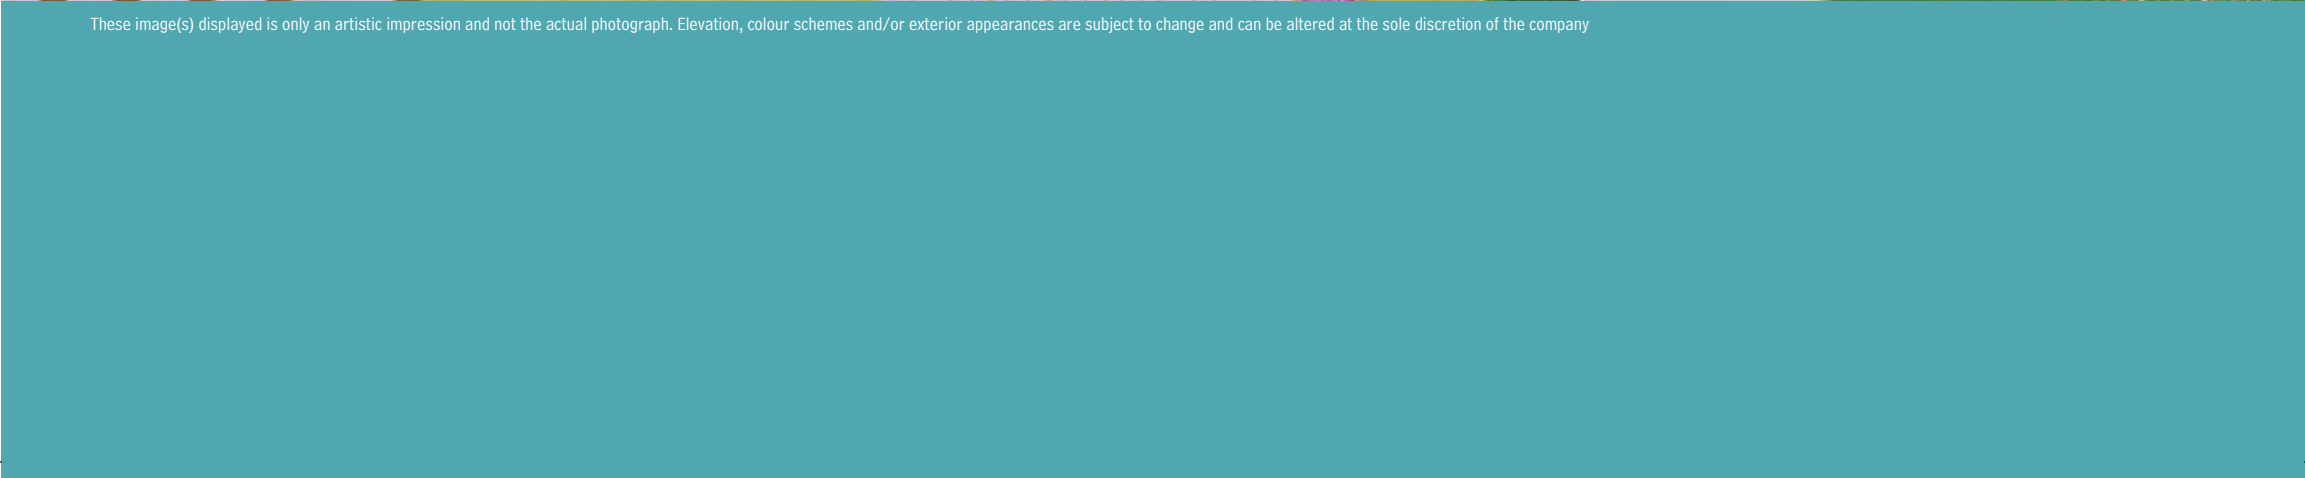 These image(s) displayed is only an artistic impression and not the actual photograph. Elevation, colour schemes and/or exterior appearances are subject to change and can be altered at the sole discretion of the company